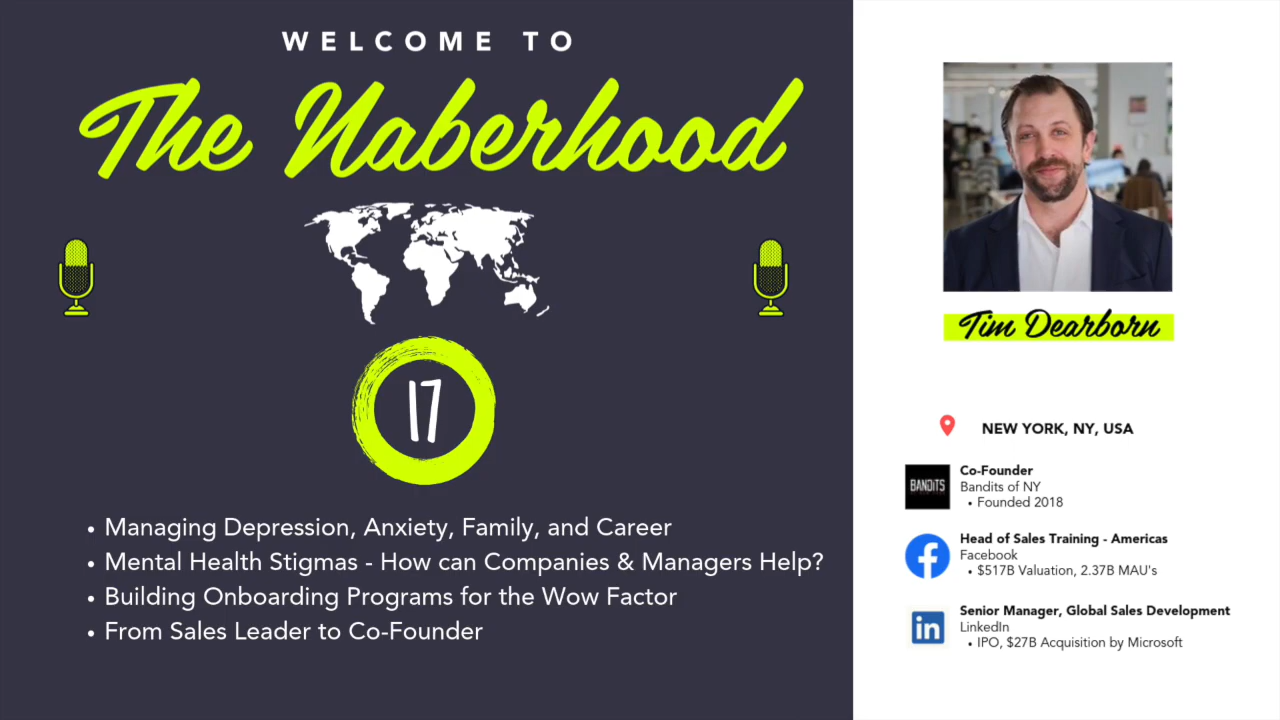 WELCOME TO
The Naberhood
17
• Managing Depression, Anxiety, Family, and Career
• Mental Health Stigmas - How can Companies & Managers Help?
• Building Onboarding Programs for the Wow Factor
• From Sales Leader to Co-Founder
Tim Dearborn
NEW YORK, NY, USA
BANDITS
Co-Founder
Bandits of NY
• Founded 2018
Head of Sales Training - Americas
Facebook
• $517B Valuation, 2.37B MAU's
in
Senior Manager, Global Sales Development
LinkedIn
• IPO, $27B Acquisition by Microsoft